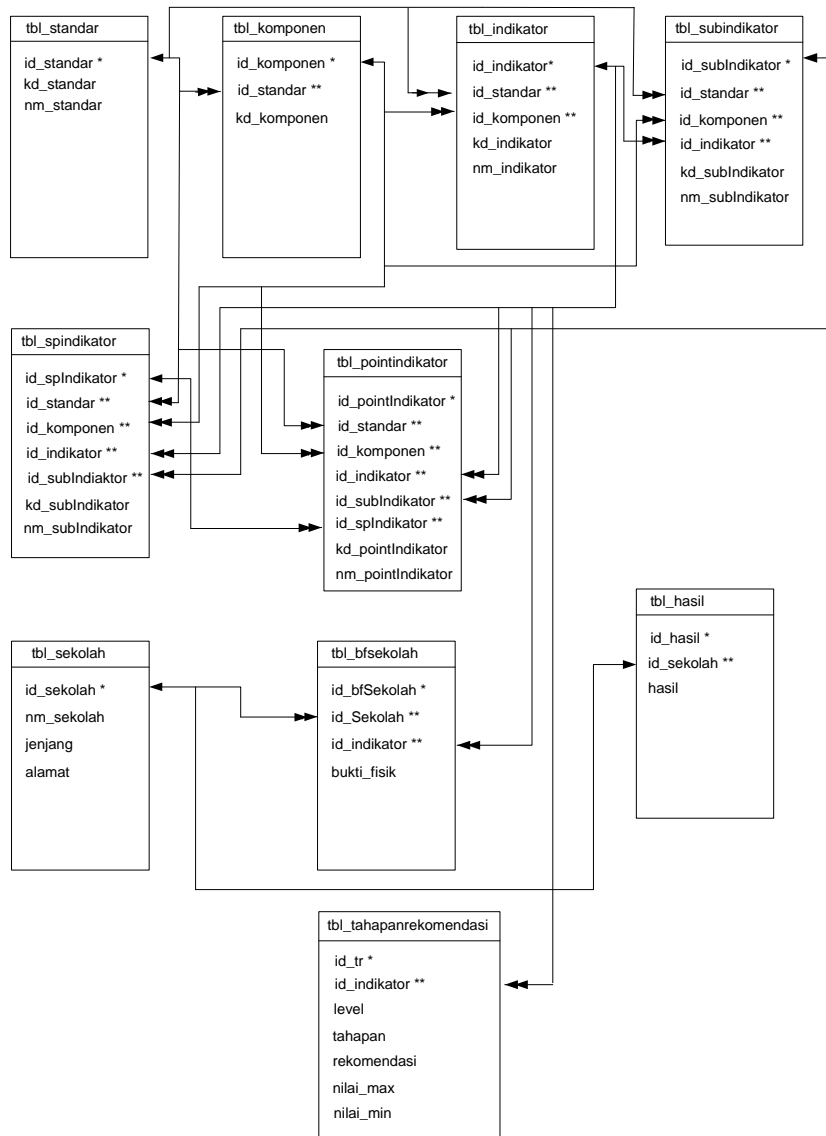 tbl_standar
id_standar *
kd_standar
nm_standar
tbl_komponen
id_komponen *
id_standar **
kd_komponen
tbl_indikator
id_indikator*
id_standar **
id_komponen **
kd_indikator
nm_indikator
tbl_subindikator
id_subIndikator *
id_standar **
id_komponen **
id_indikator **
kd_subIndikator
nm_subIndikator
tbl_spindikator
id_spIndikator *
id_standar **
id_komponen **
id_indikator **
id_subIndiaktor **
kd_subIndikator
nm_subIndikator
tbl_pointindikator
id_pointIndikator *
id_standar **
id_komponen **
id_indikator **
id_subIndikator **
id_spIndikator **
kd_pointIndikator
nm_pointIndikator
tbl_hasil
id_hasil *
id_sekolah **
hasil
tbl_sekolah
id_sekolah *
nm_sekolah
jenjang
alamat
tbl_bfsekolah
id_bfSekolah *
id_Sekolah **
id_indikator **
bukti_fisik
tbl_tahapanrekomendasi
id_tr *
id_indikator **
level
tahapan
rekomendasi
nilai_max
nilai_min